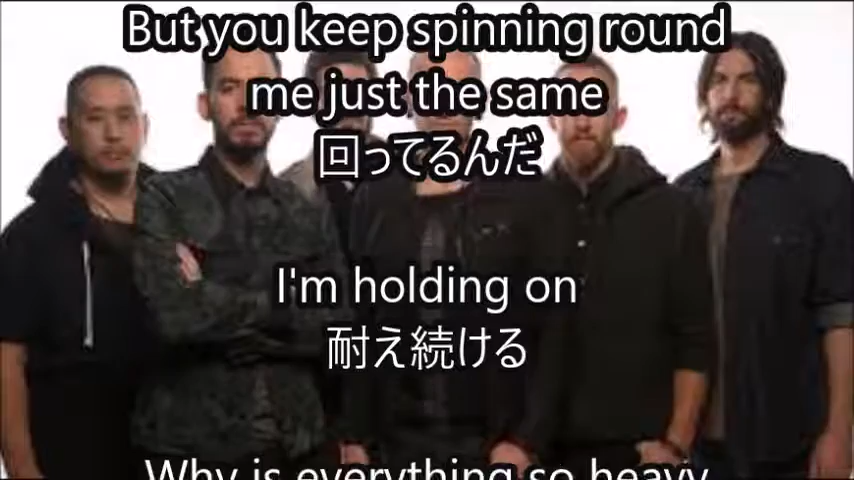 But you keep spinning round
me just the same
回ってるんだ
I'm holding on
耐え続ける
Why is everything so heavy